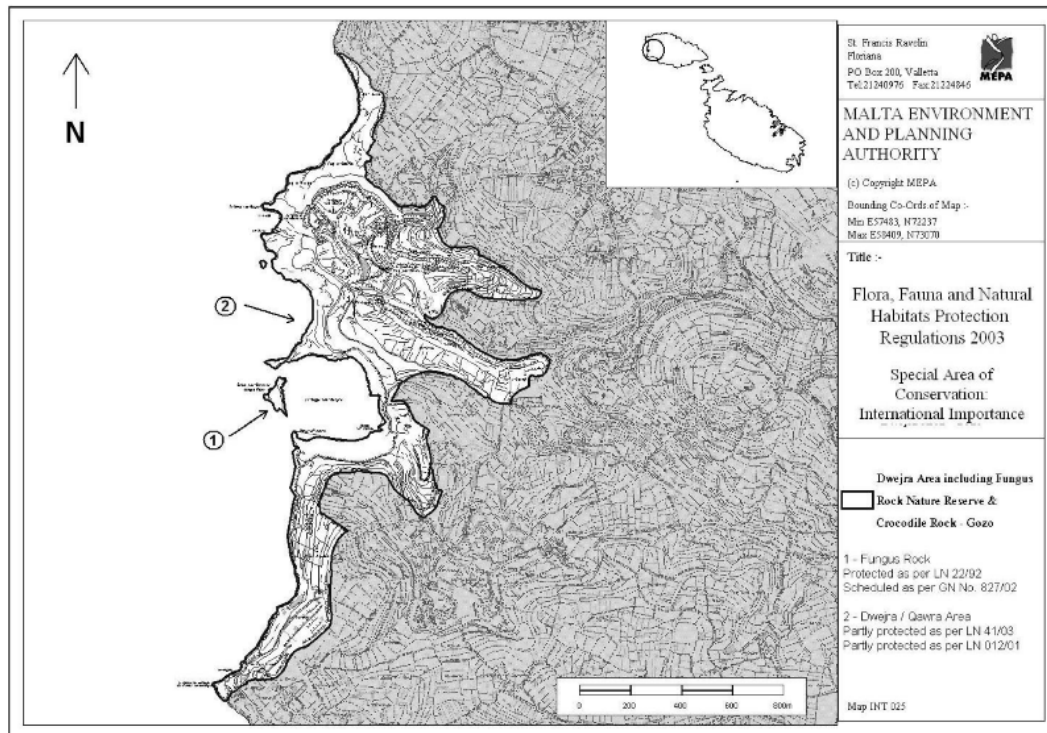 N
2
1
0 200 400 600 800m
St. Francis Ravelin
Floriana
PO Box 200, Valletta
Tel:21240976 Fax:21224846
MEPA
MALTA ENVIRONMENT
AND PLANNING
AUTHORITY
(c) Copyright MEPA
Bounding Co-Ords of Map :-
Min E57483, N72237
Max E58409, N73070
Title :-
Flora, Fauna and Natural
Habitats Protection
Regulations 2003
Special Area of
Conservation:
International Importance
Dwejra Area including Fungus
Rock Nature Reserve &
Crocodile Rock - Gozo
1 - Fungus Rock
Protected as per LN 22/92
Scheduled as per GN No. 827/02
2 - Dwejra / Qawra Area
Partly protected as per LN 41/03
Partly protected as per LN 012/01
Map INT 025